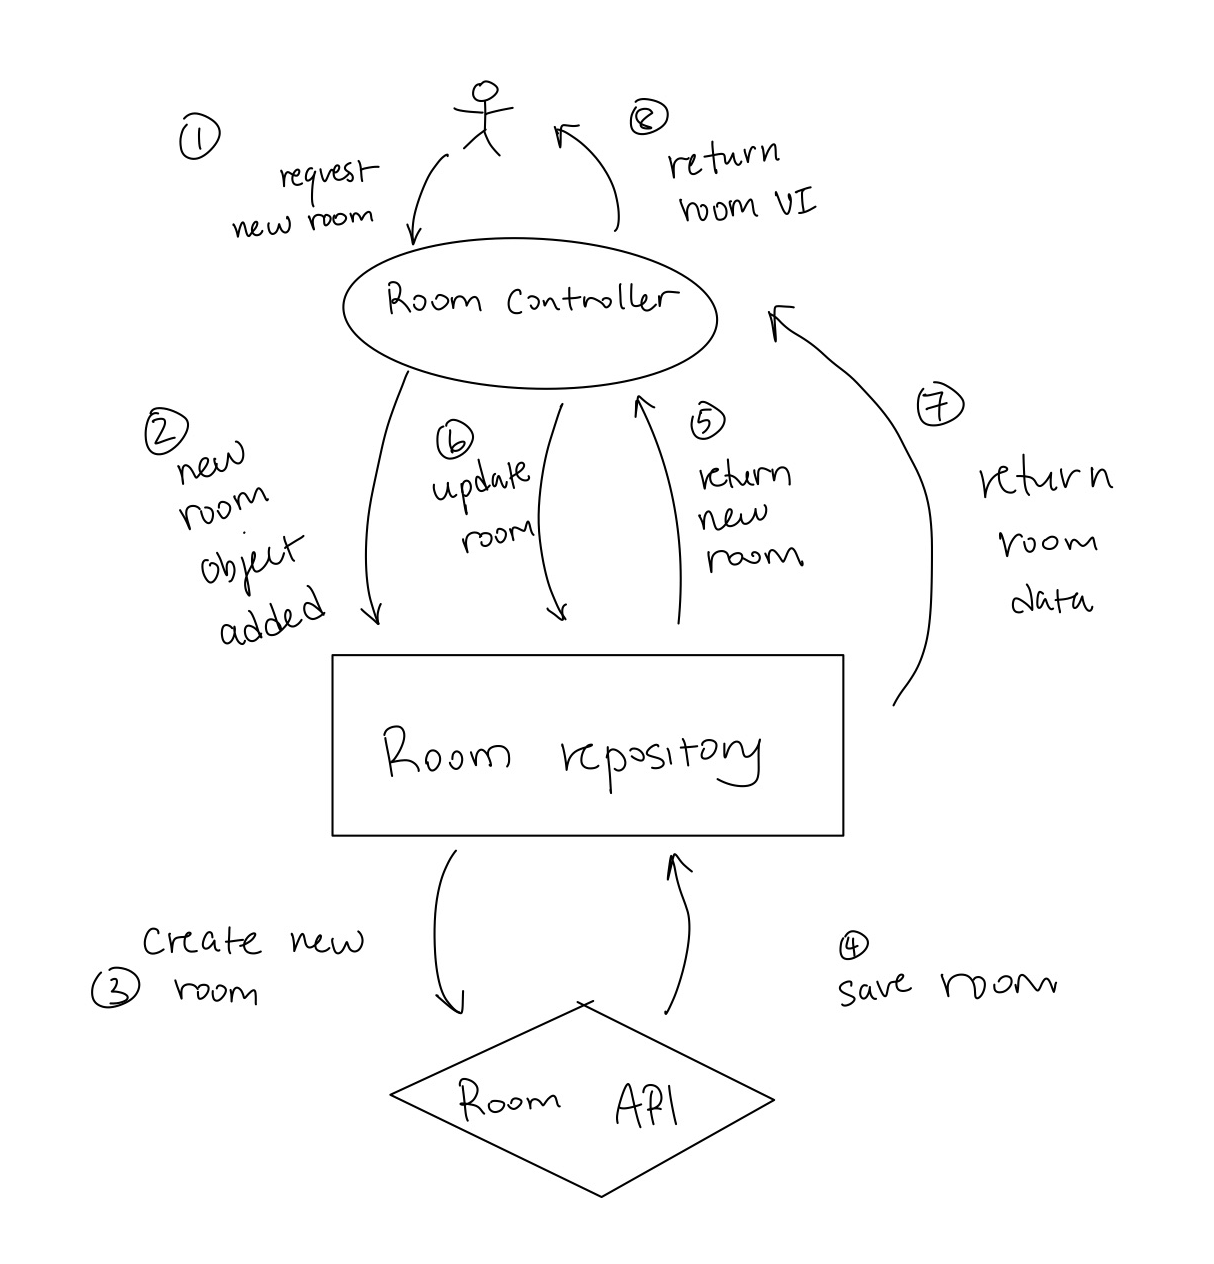 ①
request
new room
⑧
return
room UI
Room controller
②
new
room
object
added
⑥
update
room
⑤
return
new
room
⑦
return
room
data
Room repository
create new
③ room
④
save room
Room API